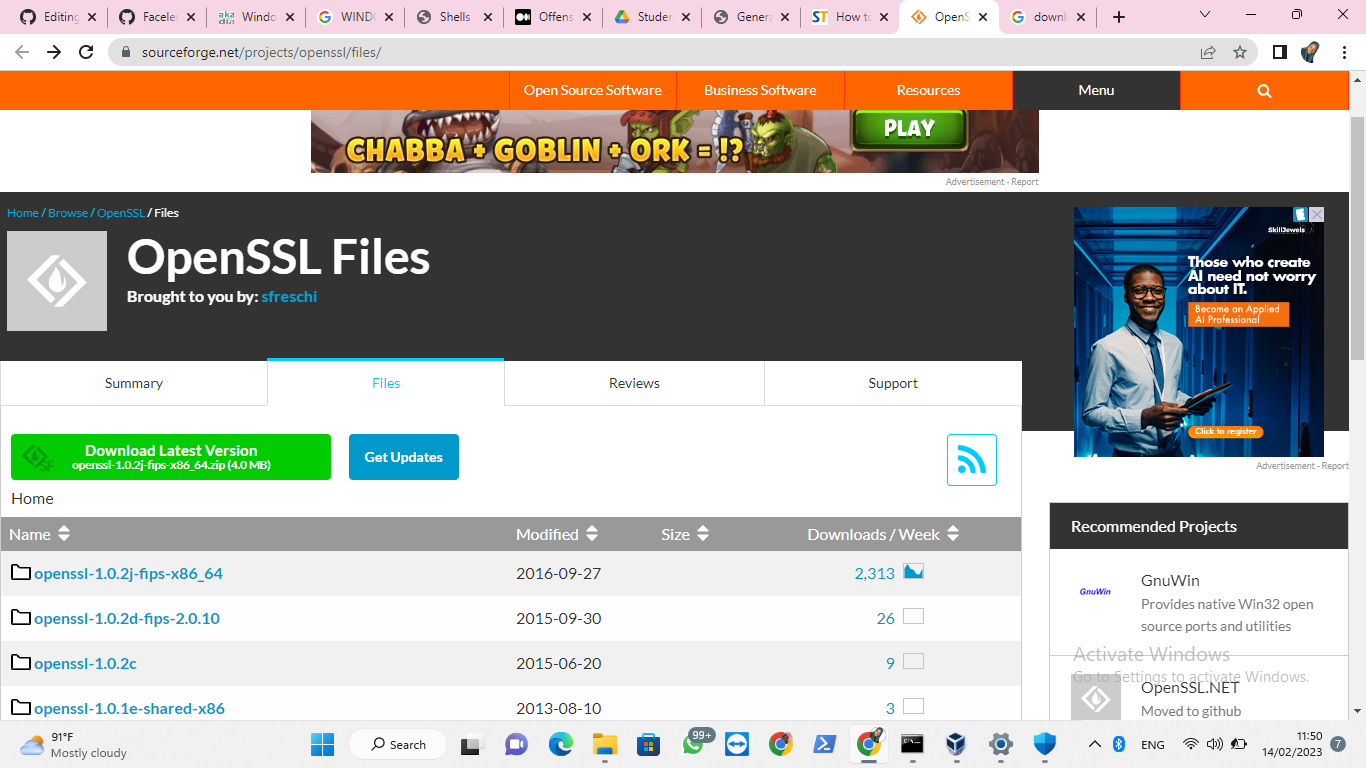 Editing
Faceles
Windo
WINDO
Shells
Offens
Studen
Genera
How to
OpenS
downl
sourceforge.net/projects/openssl/files/
Open Source Software
Business Software
Resources
Menu
CHABBA + GOBLIN + ORK = !?
PLAY
Advertisement - Report
Home / Browse / OpenSSL / Files
OpenSSL Files
Brought to you by: sfreschi
SkillJewels
Those who create
AI need not worry
about IT.
Become an Applied
AI Professional
Click to register
Advertisement - Report
Summary
Files
Reviews
Support
Download Latest Version
openssl-1.0.2j-fips-x86_64.zip (4.0 MB)
Get Updates
Home
Name Modified Size Downloads / Week
openssl-1.0.2j-fips-x86_64 2016-09-27 2,313
openssl-1.0.2d-fips-2.0.10 2015-09-30 26
openssl-1.0.2c 2015-06-20 9
openssl-1.0.1e-shared-x86 2013-08-10 3
Recommended Projects
GnuWin
GnuWin
Provides native Win32 open
source ports and utilities
OpenSSL.NET
Moved to github
Activate Windows
Go to Settings to activate Windows.
91°F
Mostly cloudy
Search
99+
ENG
11:50
14/02/2023
7